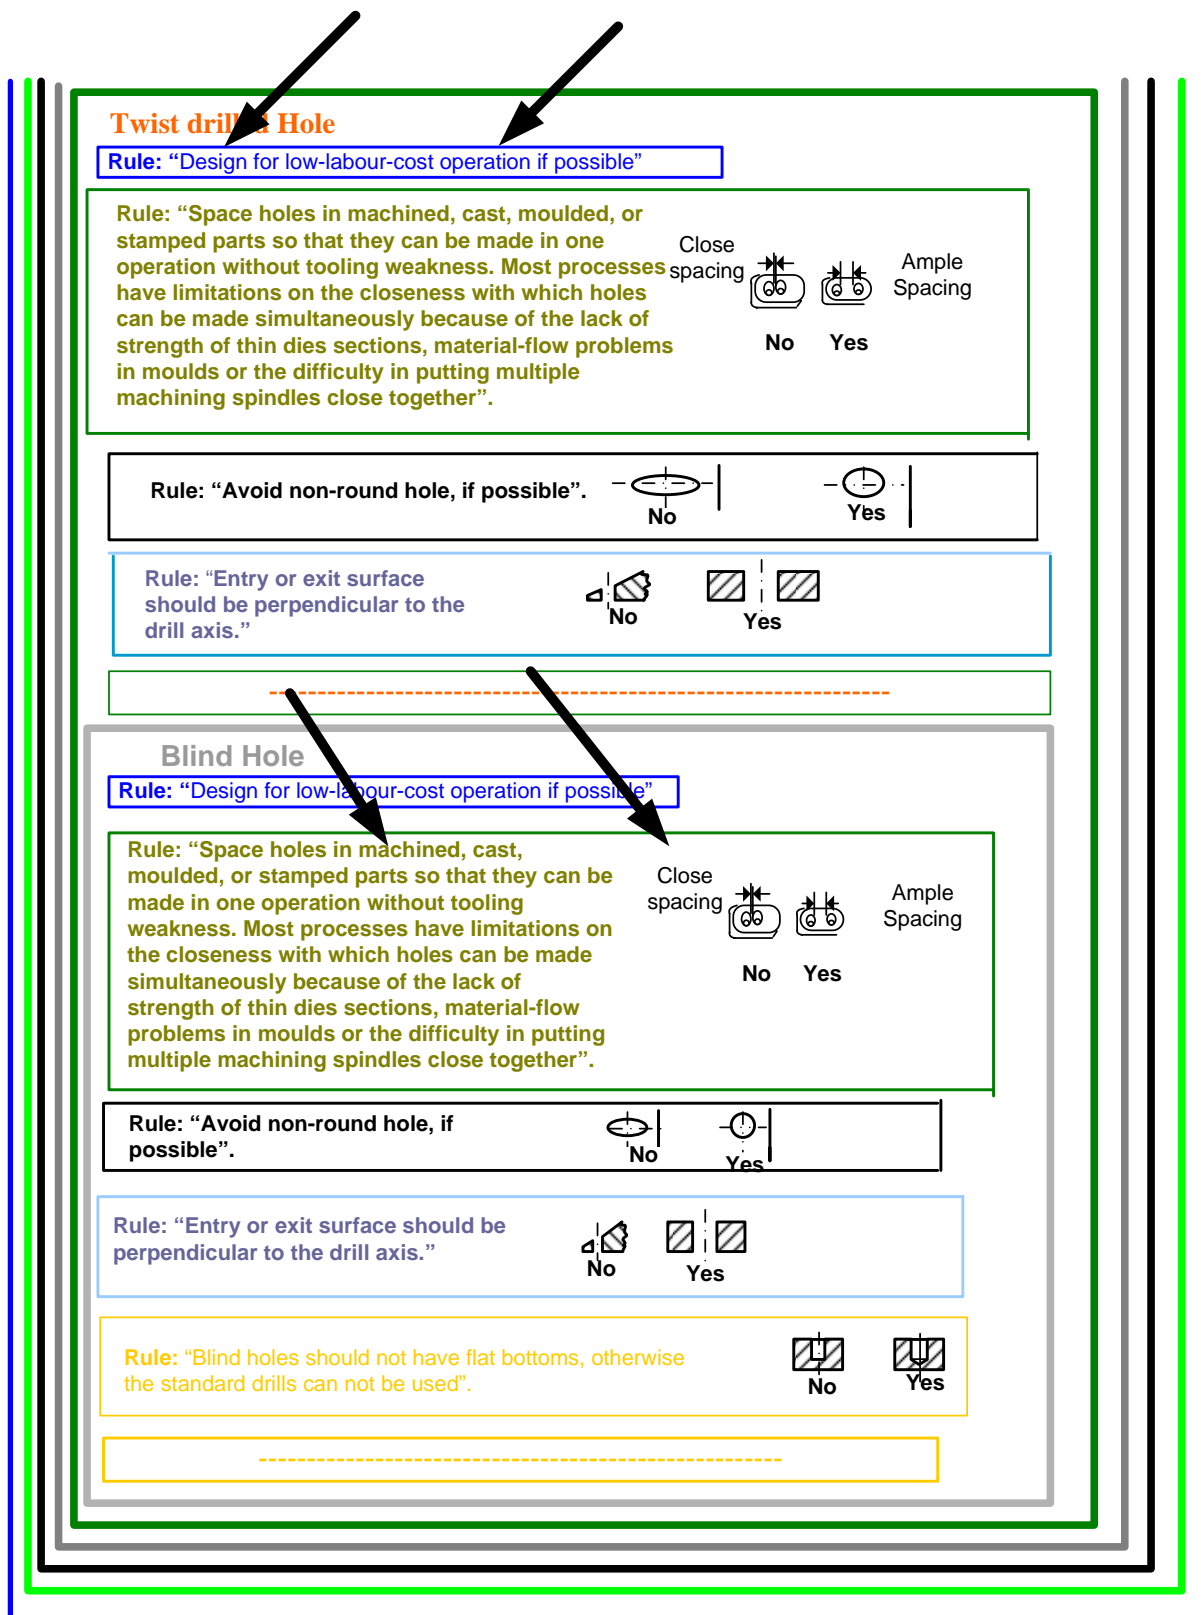 Twist drilled Hole
Rule: “Design for low-labour-cost operation if possible”
Rule: “Space holes in machined, cast, moulded, or
stamped parts so that they can be made in one
operation without tooling weakness. Most processes
have limitations on the closeness with which holes
can be made simultaneously because of the lack of
strength of thin dies sections, material-flow problems
in moulds or the difficulty in putting multiple
machining spindles close together”.
Close
spacing
Ample
Spacing
No Yes
Rule: “Avoid non-round hole, if possible”.
No Yes
Rule: “Entry or exit surface
should be perpendicular to the
drill axis.”
No Yes
Blind Hole
Rule: “Design for low-labour-cost operation if possible”
Rule: “Space holes in machined, cast,
moulded, or stamped parts so that they can be
made in one operation without tooling
weakness. Most processes have limitations on
the closeness with which holes can be made
simultaneously because of the lack of
strength of thin dies sections, material-flow
problems in moulds or the difficulty in putting
multiple machining spindles close together”.
Close
spacing
Ample
Spacing
No Yes
Rule: “Avoid non-round hole, if
possible”.
No Yes
Rule: “Entry or exit surface should be
perpendicular to the drill axis.”
No Yes
Rule: “Blind holes should not have flat bottoms, otherwise
the standard drills can not be used”.
No Yes